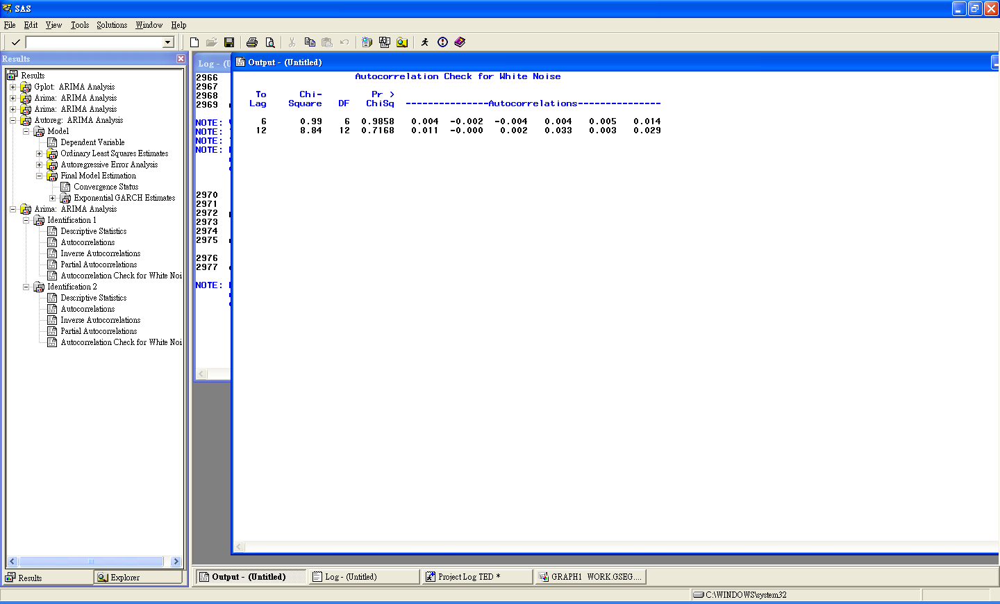 SAS
File Edit View Tools Solutions Window Help
Results
Results
Gplot: ARIMA Analysis
Arima: ARIMA Analysis
Arima: ARIMA Analysis
Autoreg: ARIMA Analysis
Model
Dependent Variable
Ordinary Least Squares Estimates
Autoregressive Error Analysis
Final Model Estimation
Convergence Status
Exponential GARCH Estimates
Arima: ARIMA Analysis
Identification 1
Descriptive Statistics
Autocorrelations
Inverse Autocorrelations
Partial Autocorrelations
Autocorrelation Check for White Noi
Identification 2
Descriptive Statistics
Autocorrelations
Inverse Autocorrelations
Partial Autocorrelations
Autocorrelation Check for White Noi
Results Explorer
Log - (U
2966
2967
2968
2969
NOTE:
NOTE:
NOTE:
NOTE:
2970
2971
2972
2973
2974
2975
2976
2977
NOTE:
Output - (Untitled)
Autocorrelation Check for White Noise
To Chi- Pr >
Lag Square DF ChiSq ---------------Autocorrelations---------------
6 0.99 6 0.9858 0.004 -0.002 -0.004 0.004 0.005 0.014
12 8.84 12 0.7168 0.011 -0.000 0.002 0.033 0.003 0.029
Output - (Untitled) Log - (Untitled) Project Log TED * GRAPH1 WORK.GSEG....
C:\WINDOWS\system32